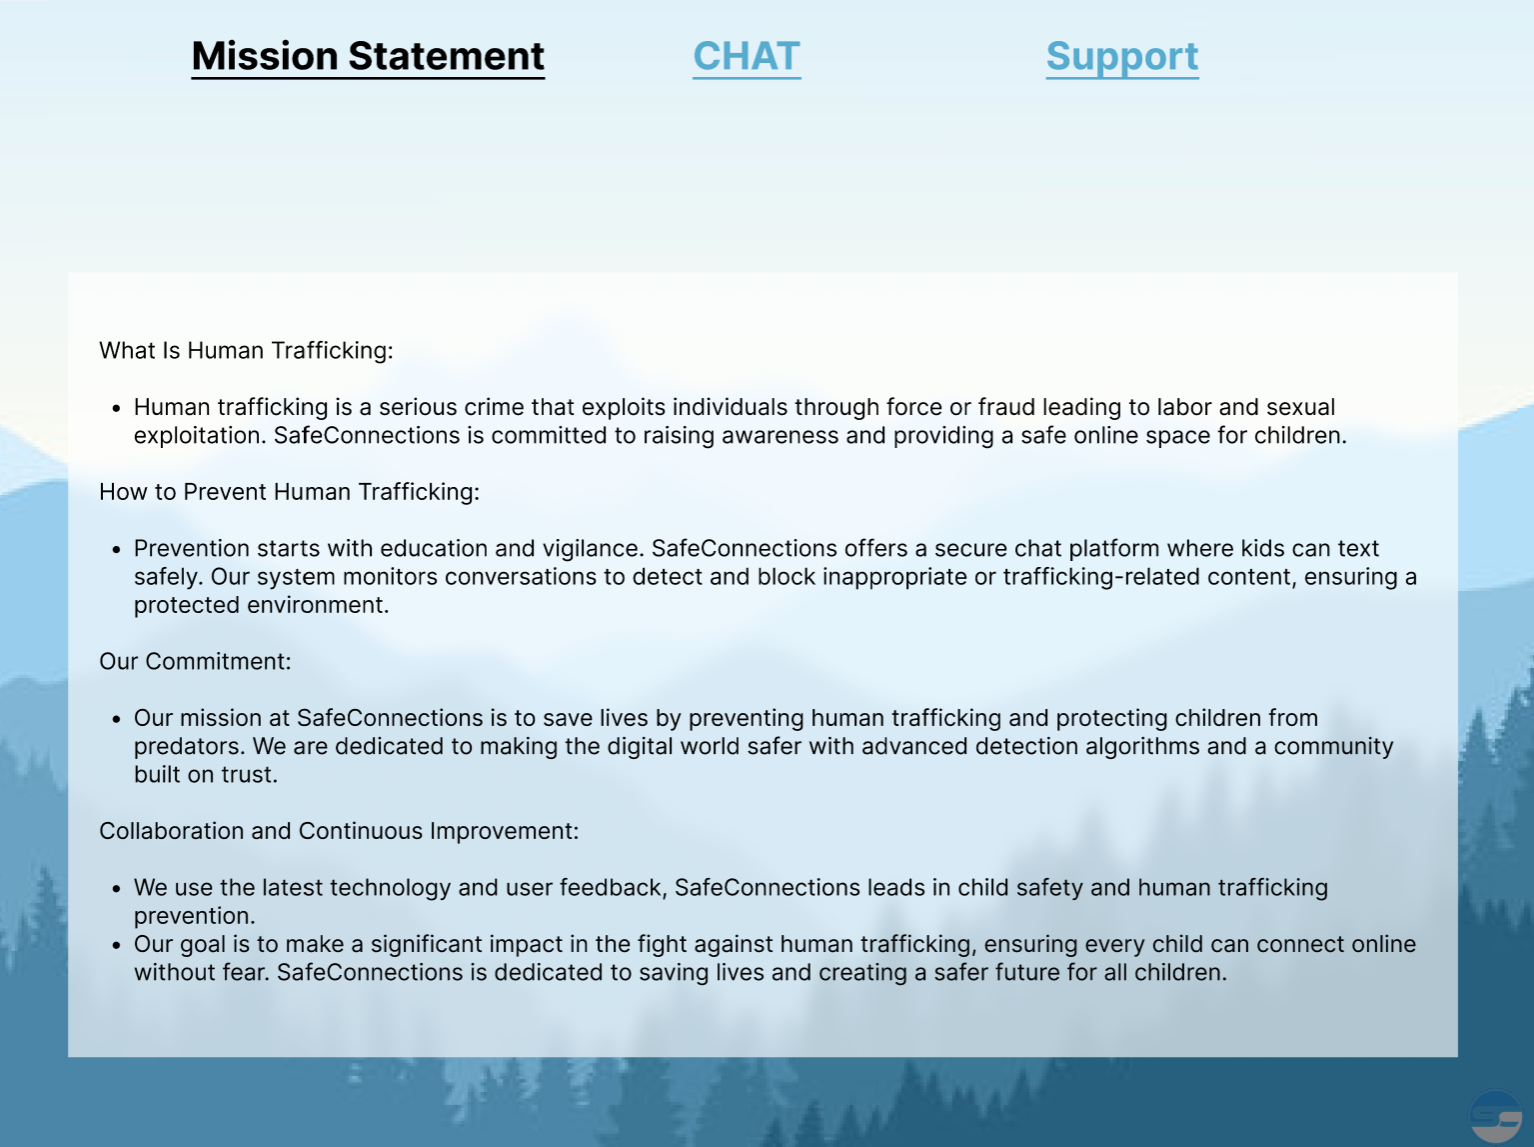 Mission Statement
CHAT
Support
What Is Human Trafficking:
• Human trafficking is a serious crime that exploits individuals through force or fraud leading to labor and sexual
exploitation. SafeConnections is committed to raising awareness and providing a safe online space for children.
How to Prevent Human Trafficking:
• Prevention starts with education and vigilance. SafeConnections offers a secure chat platform where kids can text
safely. Our system monitors conversations to detect and block inappropriate or trafficking-related content, ensuring a
protected environment.
Our Commitment:
• Our mission at SafeConnections is to save lives by preventing human trafficking and protecting children from
predators. We are dedicated to making the digital world safer with advanced detection algorithms and a community
built on trust.
Collaboration and Continuous Improvement:
• We use the latest technology and user feedback, SafeConnections leads in child safety and human trafficking
prevention.
• Our goal is to make a significant impact in the fight against human trafficking, ensuring every child can connect online
without fear. SafeConnections is dedicated to saving lives and creating a safer future for all children.